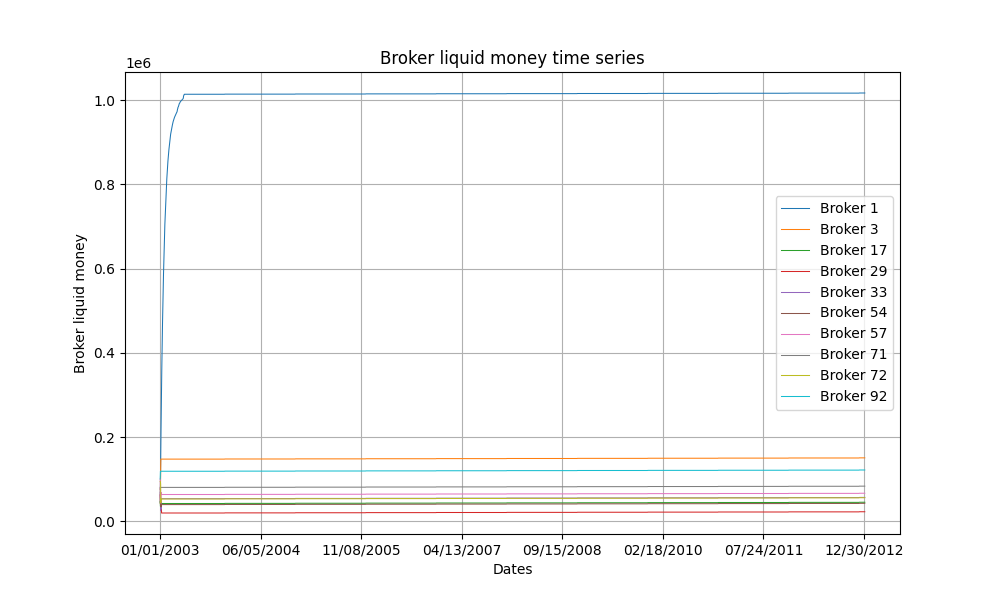 Broker liquid money time series
1e6
1.0
0.8
0.6
0.4
0.2
0.0
Broker liquid money
Broker 1
Broker 3
Broker 17
Broker 29
Broker 33
Broker 54
Broker 57
Broker 71
Broker 72
Broker 92
01/01/2003 06/05/2004 11/08/2005 04/13/2007 09/15/2008 02/18/2010 07/24/2011 12/30/2012
Dates